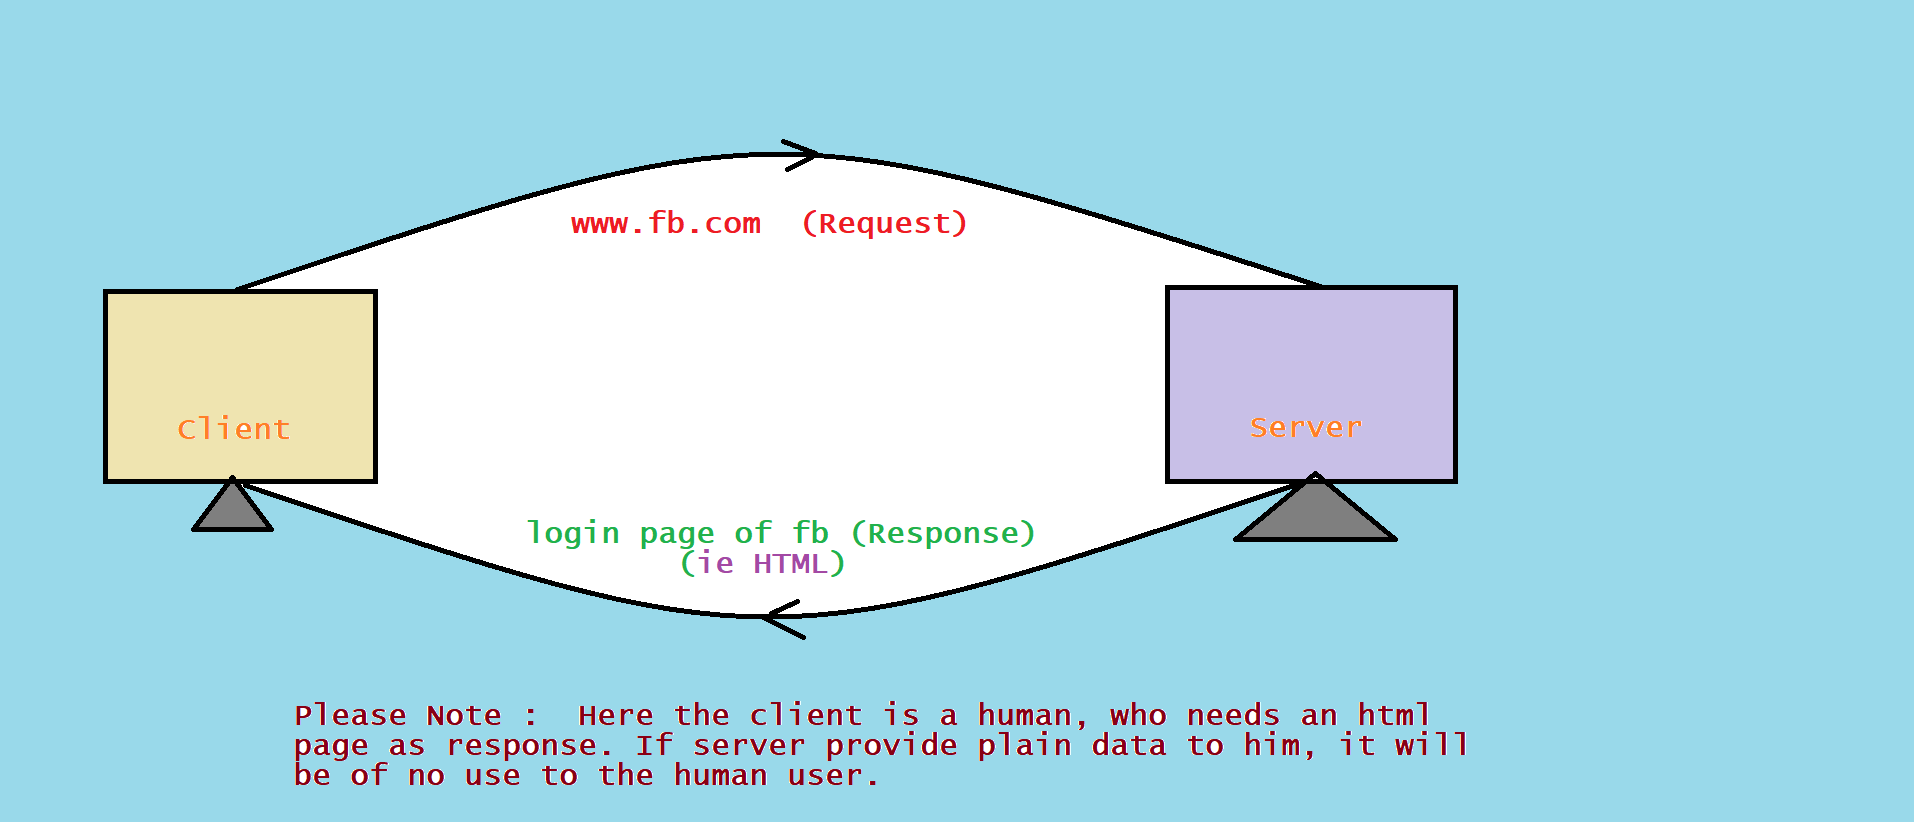 www.fb.com  (Request)
Client
Server
login page of fb (Response)
(ie HTML)
Please Note :  Here the client is a human, who needs an html
page as response. If server provide plain data to him, it will
be of no use to the human user.